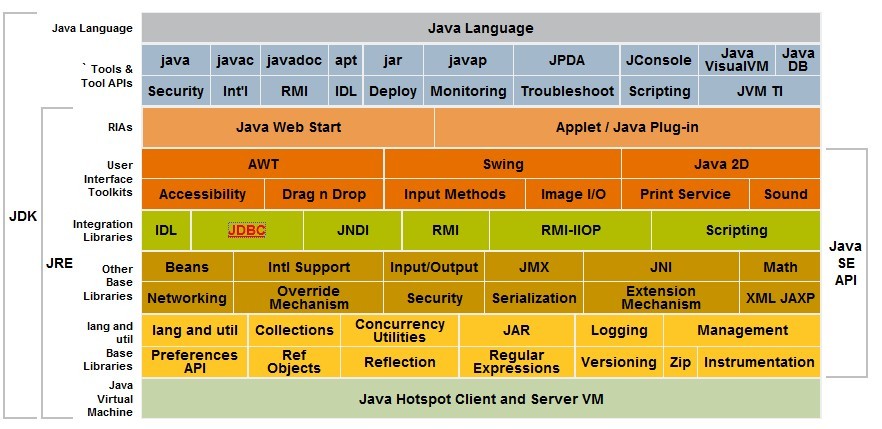 Java Language
Java Language
` Tools &
Tool APIs
java javac javadoc apt jar javap JPDA JConsole Java VisualVM Java DB
Security Int'l RMI IDL Deploy Monitoring Troubleshoot Scripting JVM TI
RIAs
Java Web Start Applet / Java Plug-in
User
Interface
Toolkits
AWT Swing Java 2D
Accessibility Drag n Drop Input Methods Image I/O Print Service Sound
Integration
Libraries
IDL JDBC JNDI RMI RMI-IIOP Scripting
JDK
JRE
Java
SE
API
Other
Base
Libraries
Beans Intl Support Input/Output JMX JNI Math
Networking Override Mechanism Security Serialization Extension Mechanism XML JAXP
lang and
util
Base
Libraries
lang and util Collections Concurrency Utilities JAR Logging Management
Preferences API Ref Objects Reflection Regular Expressions Versioning Zip Instrumentation
Java
Virtual
Machine
Java Hotspot Client and Server VM